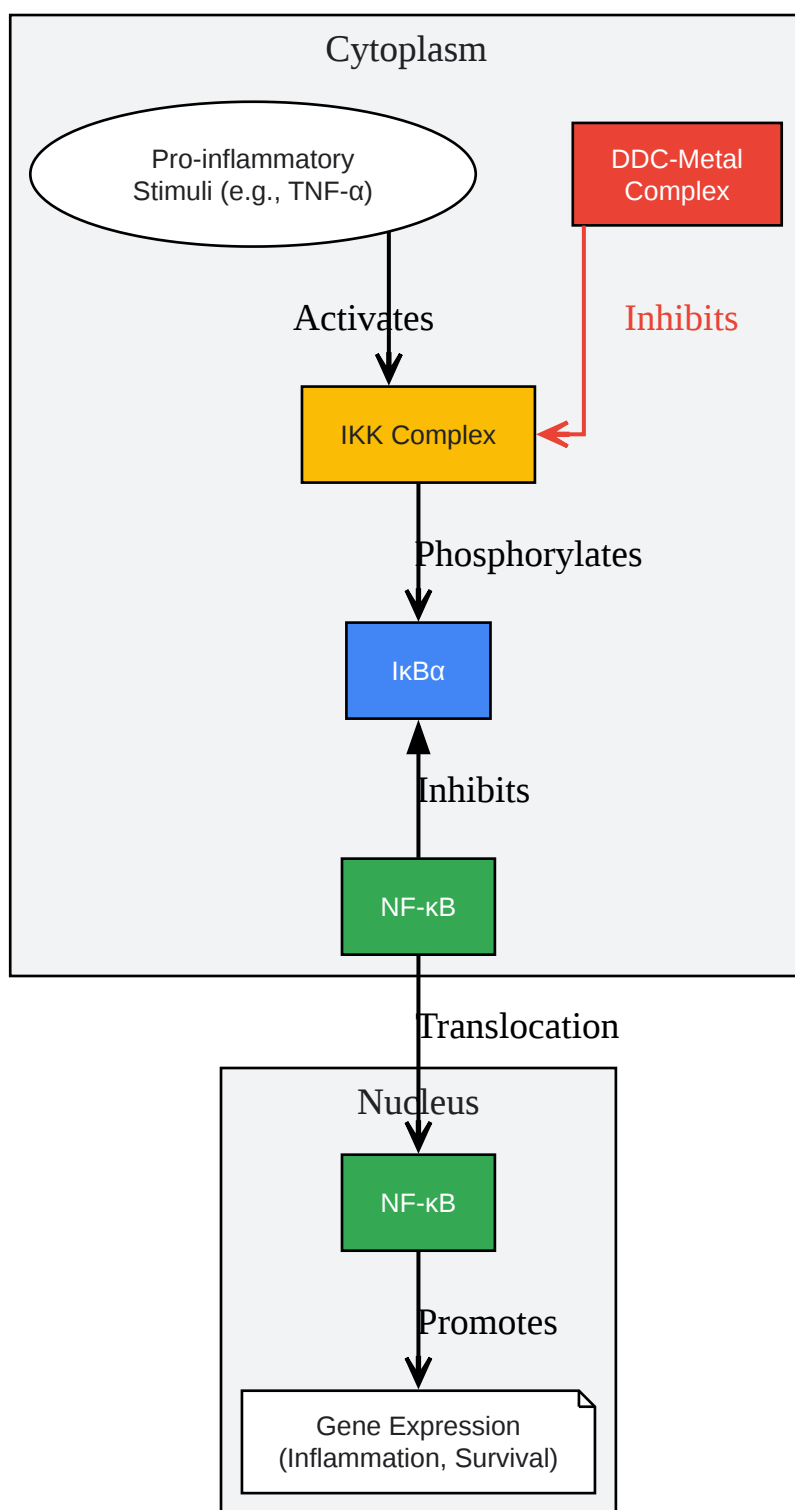 Cytoplasm
Pro-inflammatory
Stimuli (e.g., TNF-α)
DDC-Metal
Complex
Activates
Inhibits
IKK Complex
Phosphorylates
IκBα
Inhibits
NF-κB
Translocation
Nucleus
NF-κB
Promotes
Gene Expression
(Inflammation, Survival)